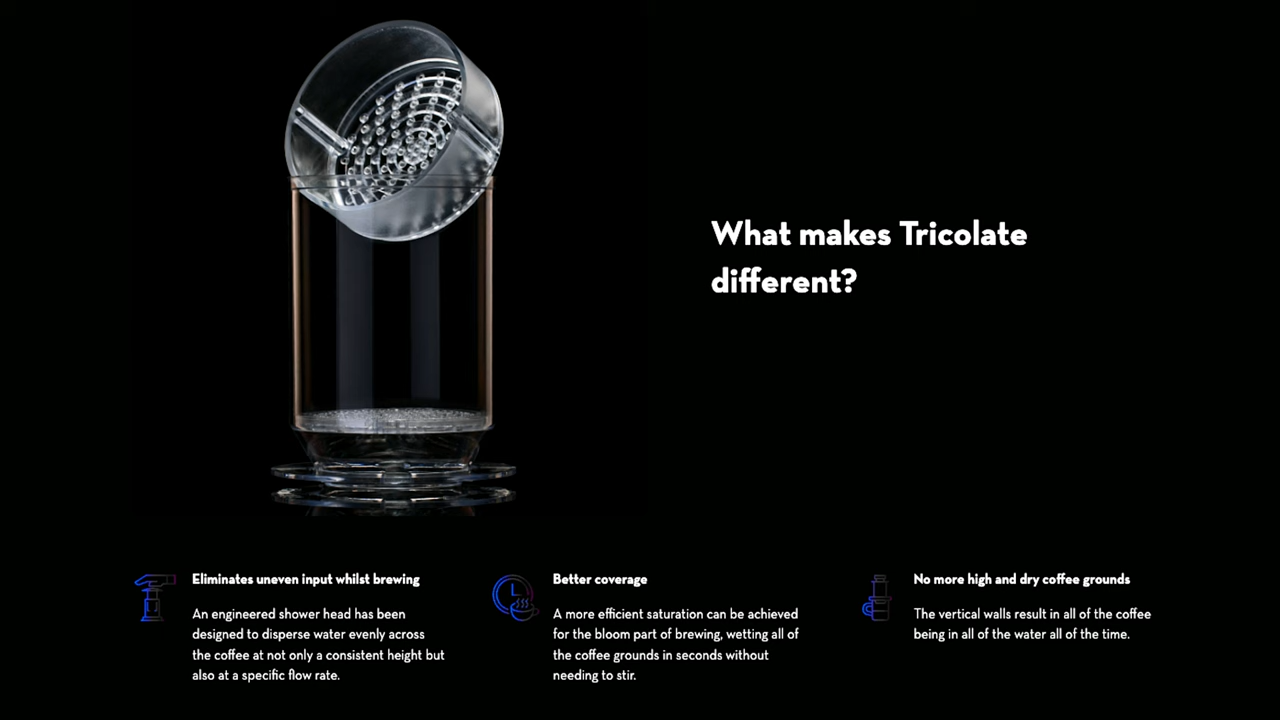 What makes Tricolate
different?
Eliminates uneven input whilst brewing
An engineered shower head has been
designed to disperse water evenly across
the coffee at not only a consistent height but
also at a specific flow rate.
Better coverage
A more efficient saturation can be achieved
for the bloom part of brewing, wetting all of
the coffee grounds in seconds without
needing to stir.
No more high and dry coffee grounds
The vertical walls result in all of the coffee
being in all of the water all of the time.